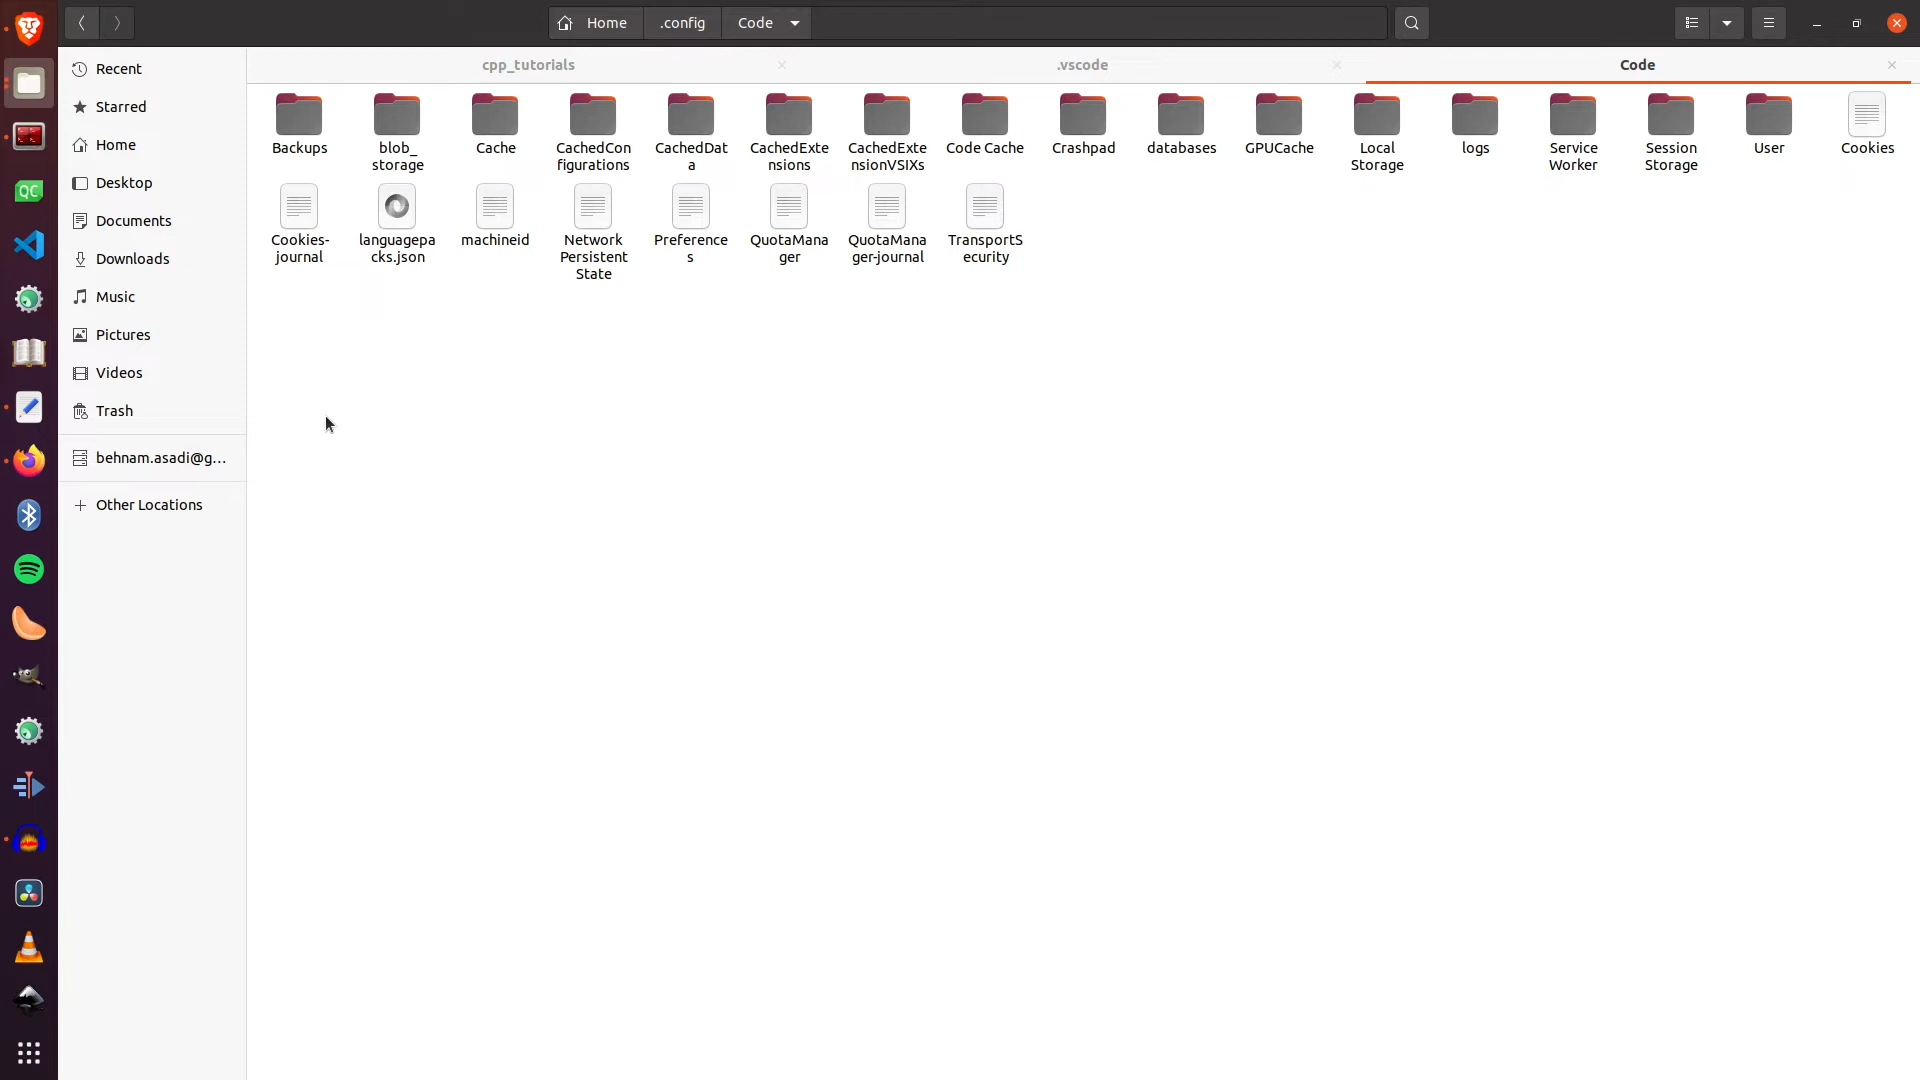 Home
.config
Code
cpp_tutorials
.vscode
Code
Recent
Starred
Home
Desktop
Documents
Downloads
Music
Pictures
Videos
Trash
behnam.asadi@g...
Other Locations
QC
Backups
blob_
storage
Cache
CachedCon
figurations
CachedDat
a
CachedExte
nsions
CachedExte
nsionVSIXs
Code Cache
Crashpad
databases
GPUCache
Local
Storage
logs
Service
Worker
Session
Storage
User
Cookies
Cookies-
journal
languagepa
cks.json
machineid
Network
Persistent
State
Preference
s
QuotaMana
ger
QuotaMana
ger-journal
TransportS
ecurity